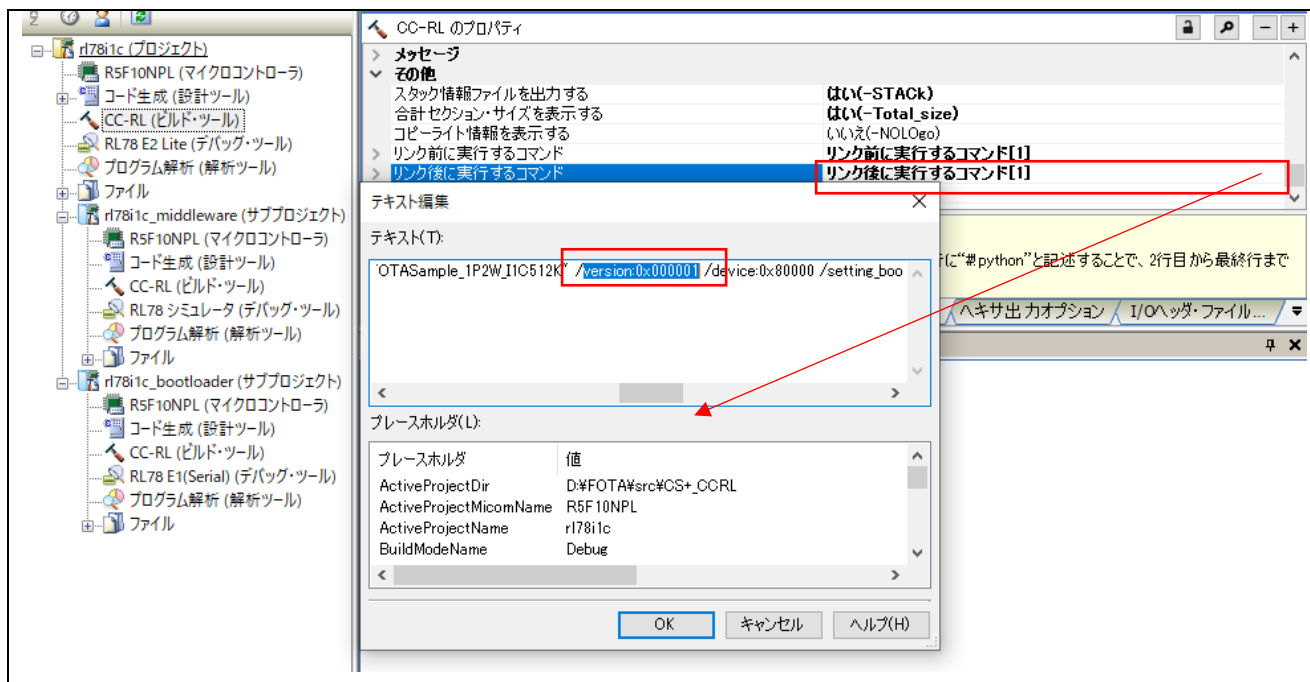 rl78i1c (プロジェクト)
R5F10NPL (マイクロコントローラ)
コード生成 (設計ツール)
CC-RL (ビルド・ツール)
RL78 E2 Lite (デバッグ・ツール)
プログラム解析 (解析ツール)
ファイル
rl78i1c_middleware (サブプロジェクト)
R5F10NPL (マイクロコントローラ)
コード生成 (設計ツール)
CC-RL (ビルド・ツール)
RL78 シミュレータ (デバッグ・ツール)
プログラム解析 (解析ツール)
ファイル
rl78i1c_bootloader (サブプロジェクト)
R5F10NPL (マイクロコントローラ)
コード生成 (設計ツール)
CC-RL (ビルド・ツール)
RL78 E1(Serial) (デバッグ・ツール)
プログラム解析 (解析ツール)
ファイル
CC-RL のプロパティ
メッセージ
その他
スタック情報ファイルを出力する はい(-STACk)
合計セクション・サイズを表示する はい(-Total_size)
コピーライト情報を表示する いいえ(-NOLOgo)
リンク前に実行するコマンド リンク前に実行するコマンド[1]
リンク後に実行するコマンド リンク後に実行するコマンド[1]
に"#!python"と記述することで、2行目から最終行まで
ヘキサ出力オプション I/Oヘッダ・ファイル...
テキスト編集
テキスト(T):
OTASample_1P2W_I1C512K" /version:0x000001 /device:0x80000 /setting_boo
プレースホルダ(L):
プレースホルダ 値
ActiveProjectDir D:¥FOTA¥src¥CS+_CCRL
ActiveProjectMicomName R5F10NPL
ActiveProjectName rl78i1c
BuildModeName Debug
OK キャンセル ヘルプ(H)